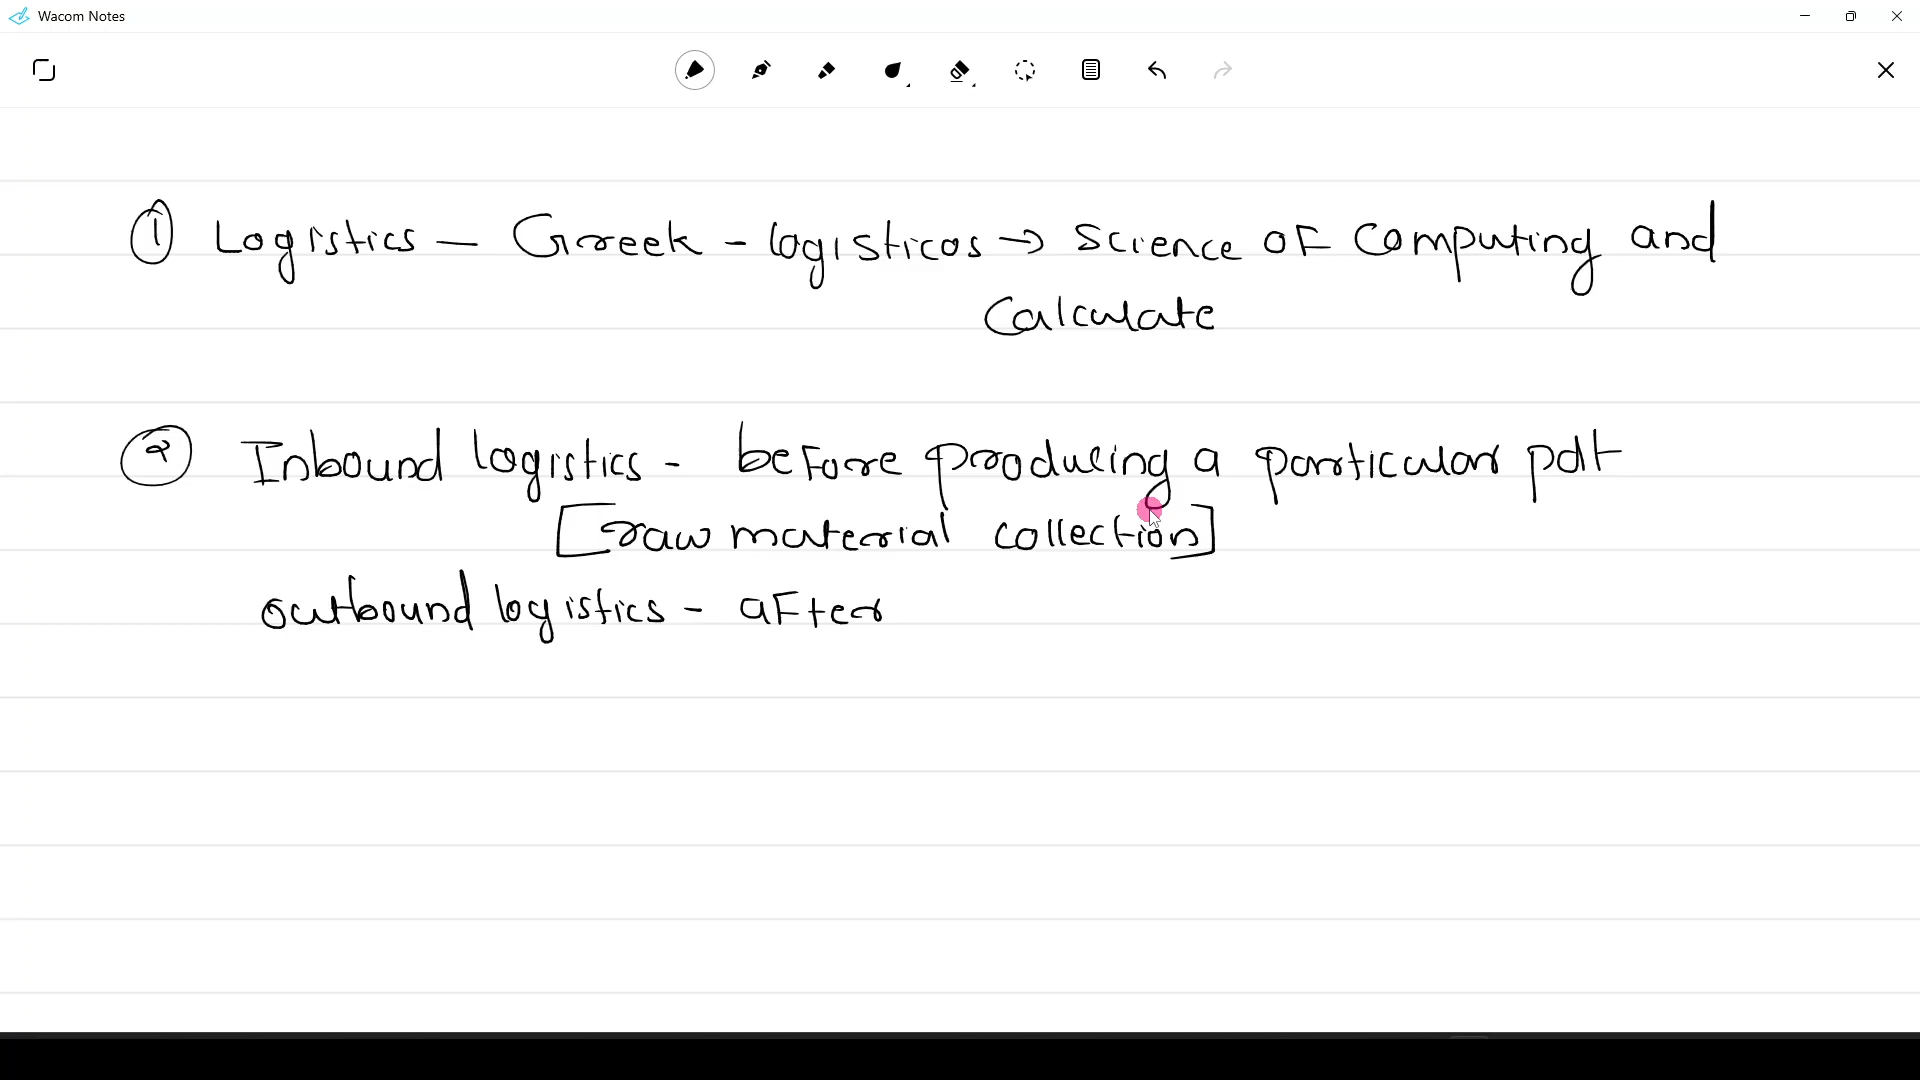 Wacom Notes
① Logistics — Greek - logisticos → Science of Computing and
Calculate
② Inbound logistics - before producing a particular pdt
[raw material collection]
outbound logistics - after